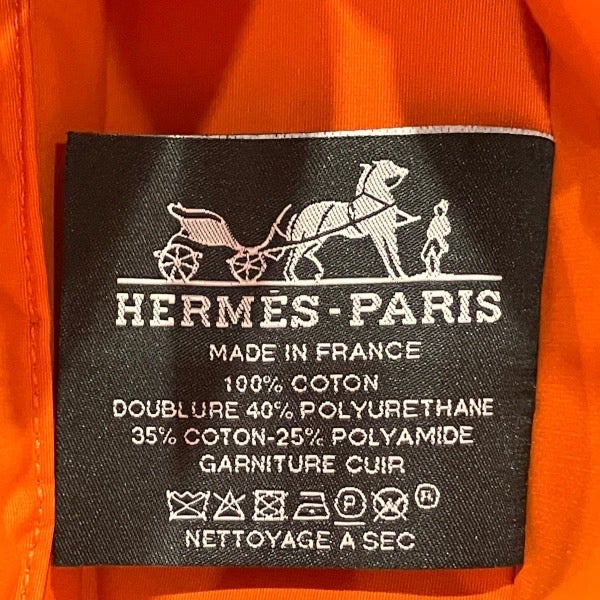 HERMÈS-PARIS
MADE IN FRANCE
100% COTON
DOUBLURE 40% POLYURETHANE
35% COTON-25% POLYAMIDE
GARNITURE CUIR
P
NETTOYAGE A SEC